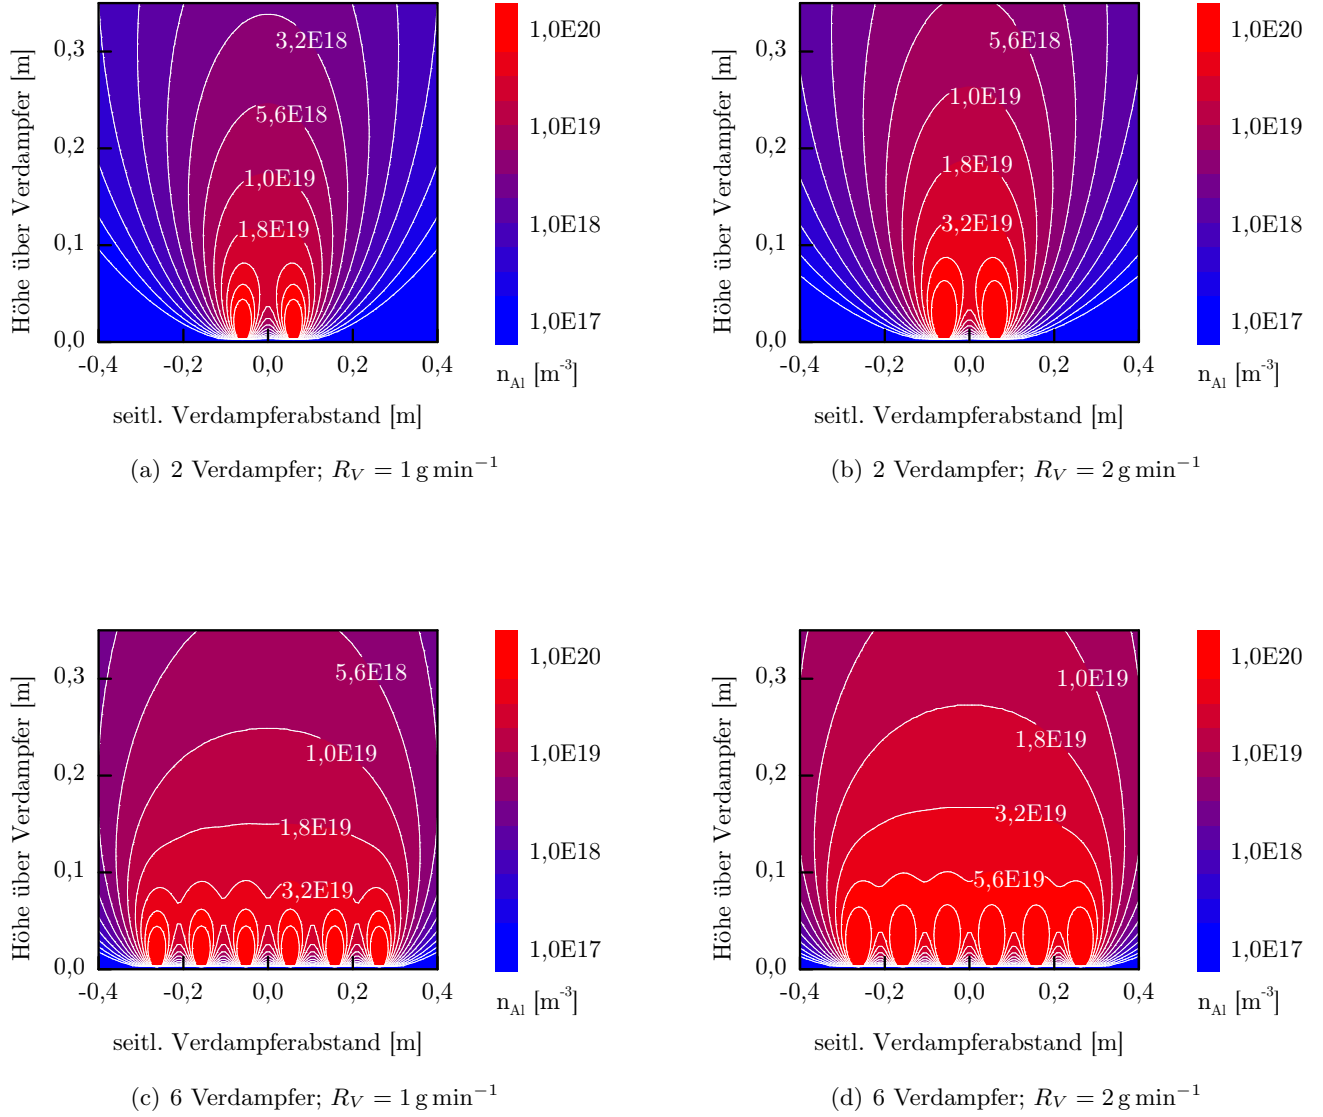 Höhe über Verdampfer [m]
0,3
0,2
0,1
0,0
-0,4 -0,2 0,0 0,2 0,4
seitl. Verdampferabstand [m]
3,2E18
5,6E18
1,0E19
1,8E19
1,0E20
1,0E19
1,0E18
1,0E17
n_Al [m^-3]
(a) 2 Verdampfer; R_V = 1 g min^−1
Höhe über Verdampfer [m]
0,3
0,2
0,1
0,0
-0,4 -0,2 0,0 0,2 0,4
seitl. Verdampferabstand [m]
5,6E18
1,0E19
1,8E19
3,2E19
1,0E20
1,0E19
1,0E18
1,0E17
n_Al [m^-3]
(b) 2 Verdampfer; R_V = 2 g min^−1
Höhe über Verdampfer [m]
0,3
0,2
0,1
0,0
-0,4 -0,2 0,0 0,2 0,4
seitl. Verdampferabstand [m]
5,6E18
1,0E19
1,8E19
3,2E19
1,0E20
1,0E19
1,0E18
1,0E17
n_Al [m^-3]
(c) 6 Verdampfer; R_V = 1 g min^−1
Höhe über Verdampfer [m]
0,3
0,2
0,1
0,0
-0,4 -0,2 0,0 0,2 0,4
seitl. Verdampferabstand [m]
1,0E19
1,8E19
3,2E19
5,6E19
1,0E20
1,0E19
1,0E18
1,0E17
n_Al [m^-3]
(d) 6 Verdampfer; R_V = 2 g min^−1